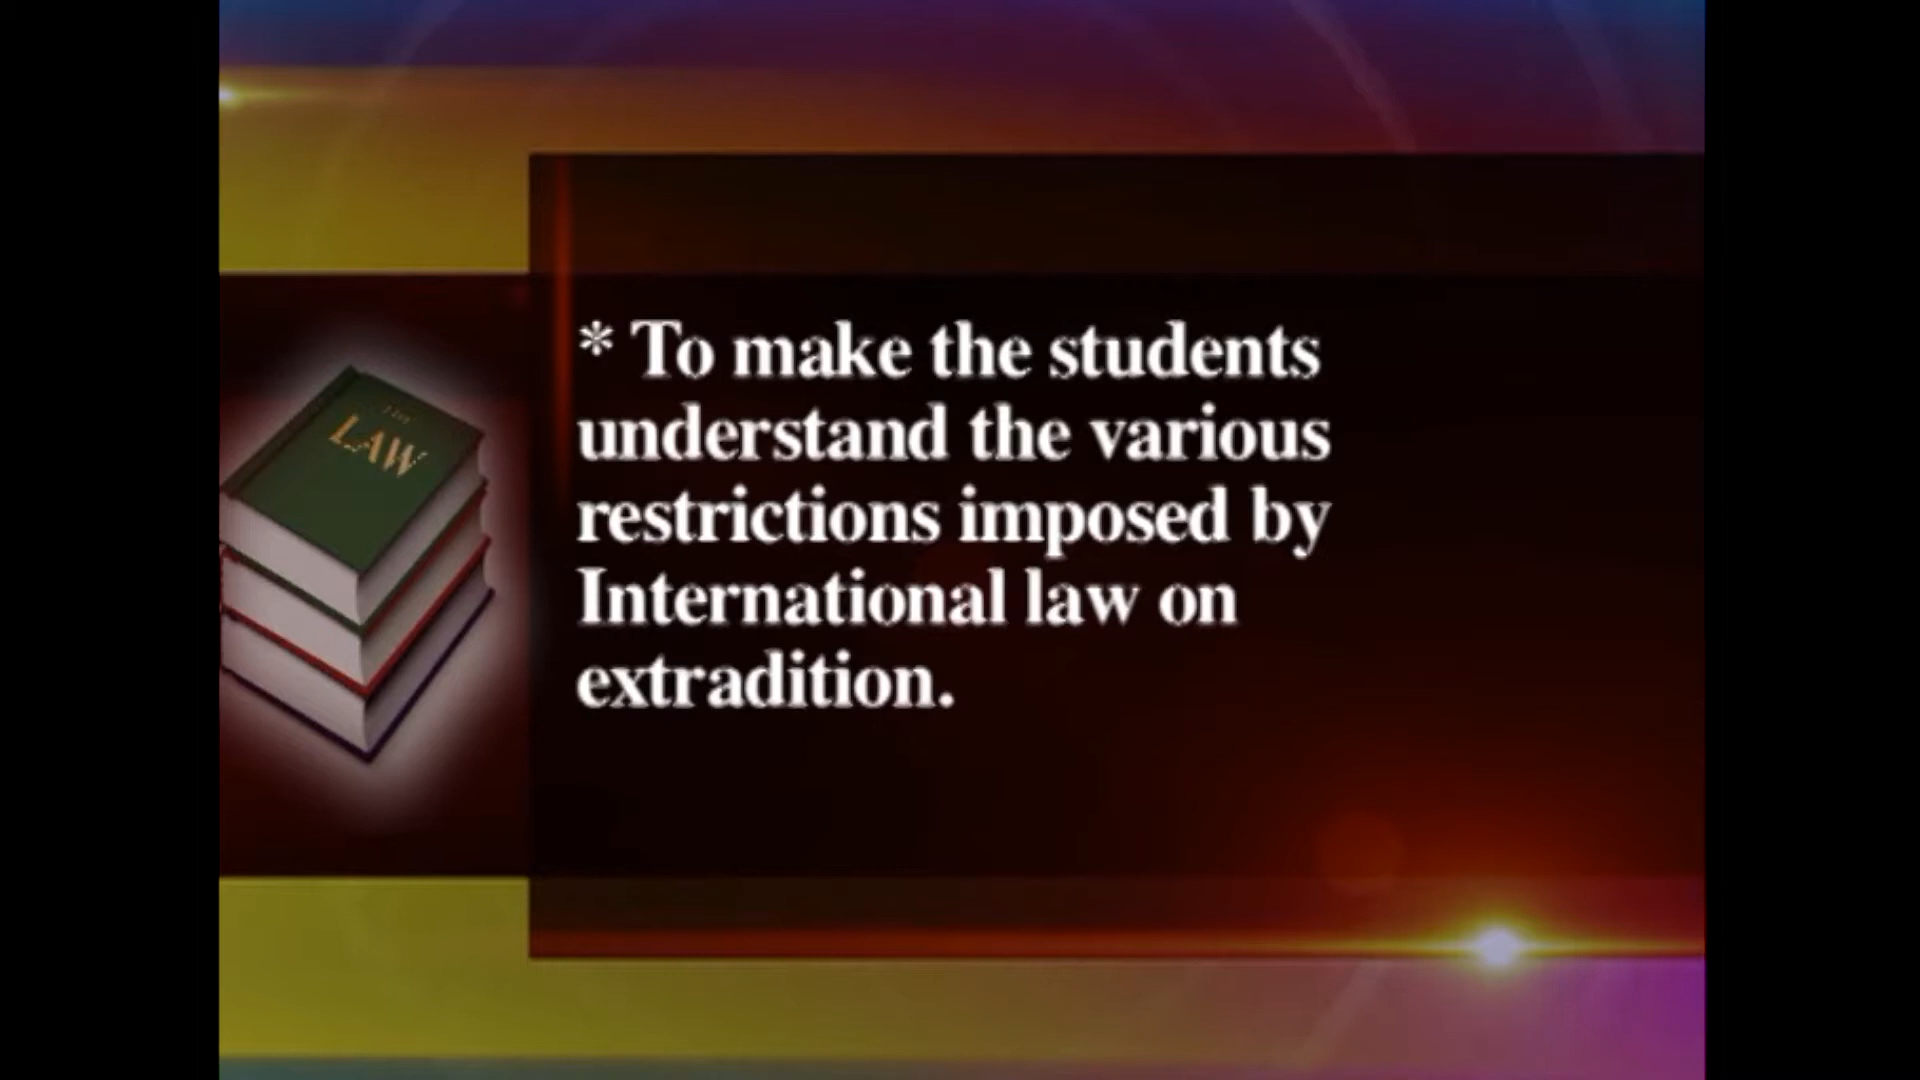 LAW
* To make the students
understand the various
restrictions imposed by
International law on
extradition.